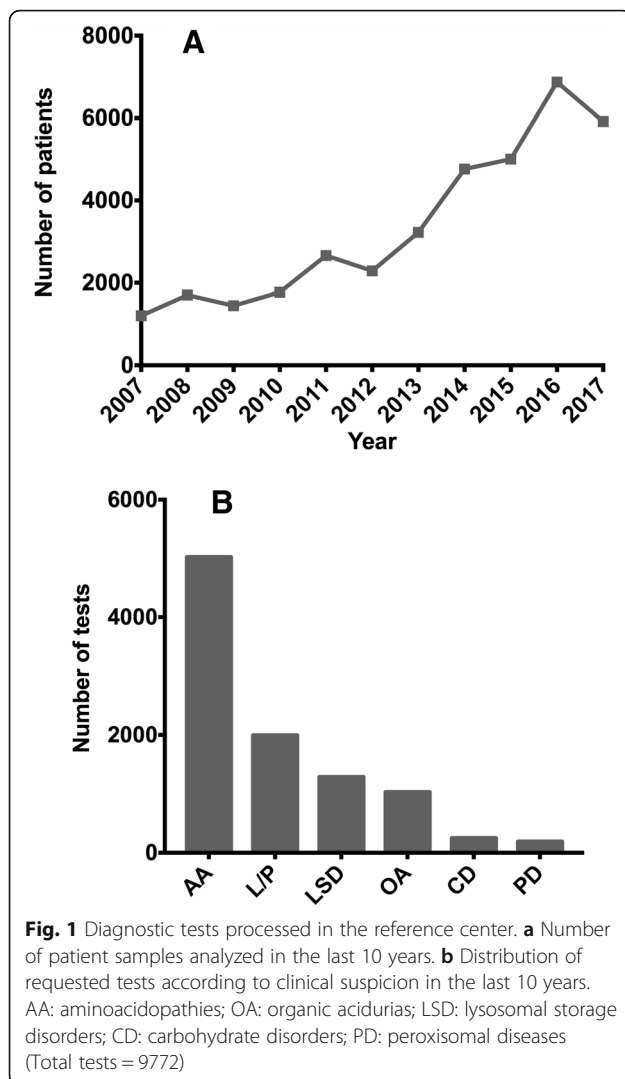 A
8000
6000
4000
2000
0
Number of patients
2007 2008 2009 2010 2011 2012 2013 2014 2015 2016 2017
Year
B
6000
4000
2000
0
Number of tests
AA L/P LSD OA CD PD
Fig. 1 Diagnostic tests processed in the reference center. a Number
of patient samples analyzed in the last 10 years. b Distribution of
requested tests according to clinical suspicion in the last 10 years.
AA: aminoacidopathies; OA: organic acidurias; LSD: lysosomal storage
disorders; CD: carbohydrate disorders; PD: peroxisomal diseases
(Total tests = 9772)